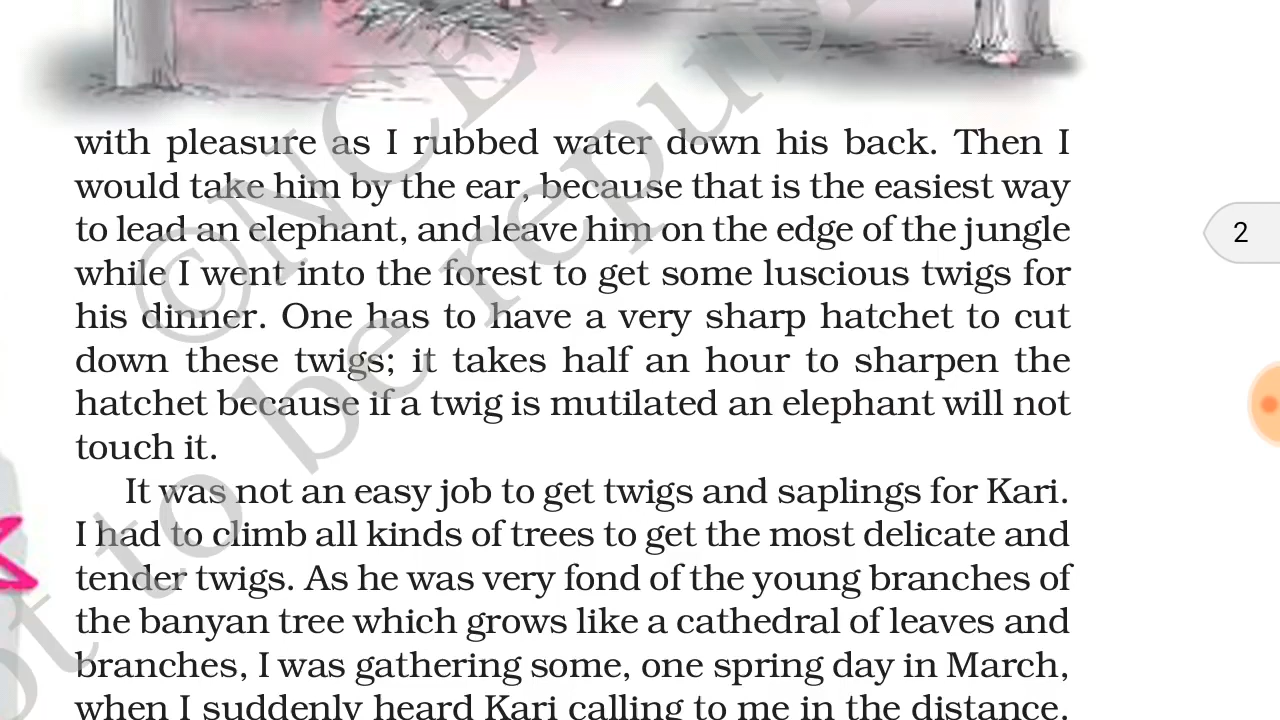 with pleasure as I rubbed water down his back. Then I
would take him by the ear, because that is the easiest way
to lead an elephant, and leave him on the edge of the jungle
while I went into the forest to get some luscious twigs for
his dinner. One has to have a very sharp hatchet to cut
down these twigs; it takes half an hour to sharpen the
hatchet because if a twig is mutilated an elephant will not
touch it.
It was not an easy job to get twigs and saplings for Kari.
I had to climb all kinds of trees to get the most delicate and
tender twigs. As he was very fond of the young branches of
the banyan tree which grows like a cathedral of leaves and
branches, I was gathering some, one spring day in March,
when I suddenly heard Kari calling to me in the distance.
2
©NCE
to be repu